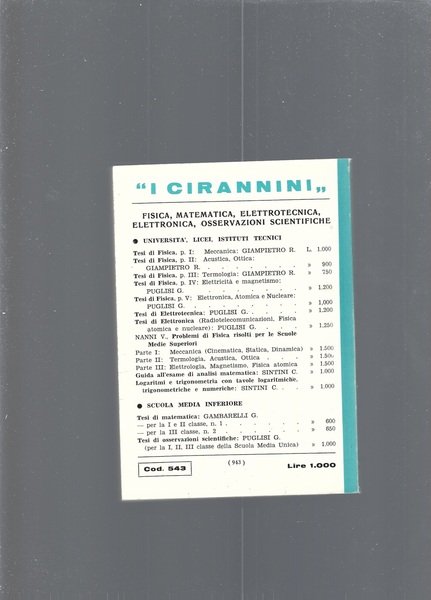 “I CIRANNINI„
FISICA, MATEMATICA, ELETTROTECNICA,
ELETTRONICA, OSSERVAZIONI SCIENTIFICHE
● UNIVERSITA', LICEI, ISTITUTI TECNICI
Tesi di Fisica, p. I: Meccanica: GIAMPIETRO R. L. 1.000
Tesi di Fisica, p. II: Acustica, Ottica:
GIAMPIETRO R. . . . . . . » 900
Tesi di Fisica, p. III: Termologia: GIAMPIETRO R. » 750
Tesi di Fisica, p. IV: Elettricità e magnetismo:
PUGLISI G. . . . . . . . » 1.200
Tesi di Fisica, p. V: Elettronica, Atomica e Nucleare:
PUGLISI G. . . . . . . . » 1,000
Tesi di Elettrotecnica: PUGLISI G. . . . . » 1.200
Tesi di Elettronica (Radiotelecomunicazioni, Fisica
atomica e nucleare): PUGLISI G. . . . » 1,250
NANNI V., Problemi di Fisica risolti per le Scuole
Medie Superiori
Parte I: Meccanica (Cinematica, Statica, Dinamica) » 1.500
Parte II: Termologia, Acustica, Ottica . . . » 1.500
Parte III: Elettrologia, Magnetismo, Fisica atomica » 1,500
Guida all'esame di analisi matematica: SINTINI C. » 1.000
Logaritmi e trigonometria con tavole logaritmiche,
trigonometriche e numeriche: SINTINI C. . . » 1.000
● SCUOLA MEDIA INFERIORE
Tesi di matematica: GAMBARELLI G.
— per la I e II classe, n. 1 . . . . . . » 600
— per la III classe, n. 2 . . . . . . . » 650
Tesi di osservazioni scientifiche: PUGLISI G.
(per la I, II, III classe della Scuola Media Unica) » 1,000
Cod. 543 (963) Lire 1.000